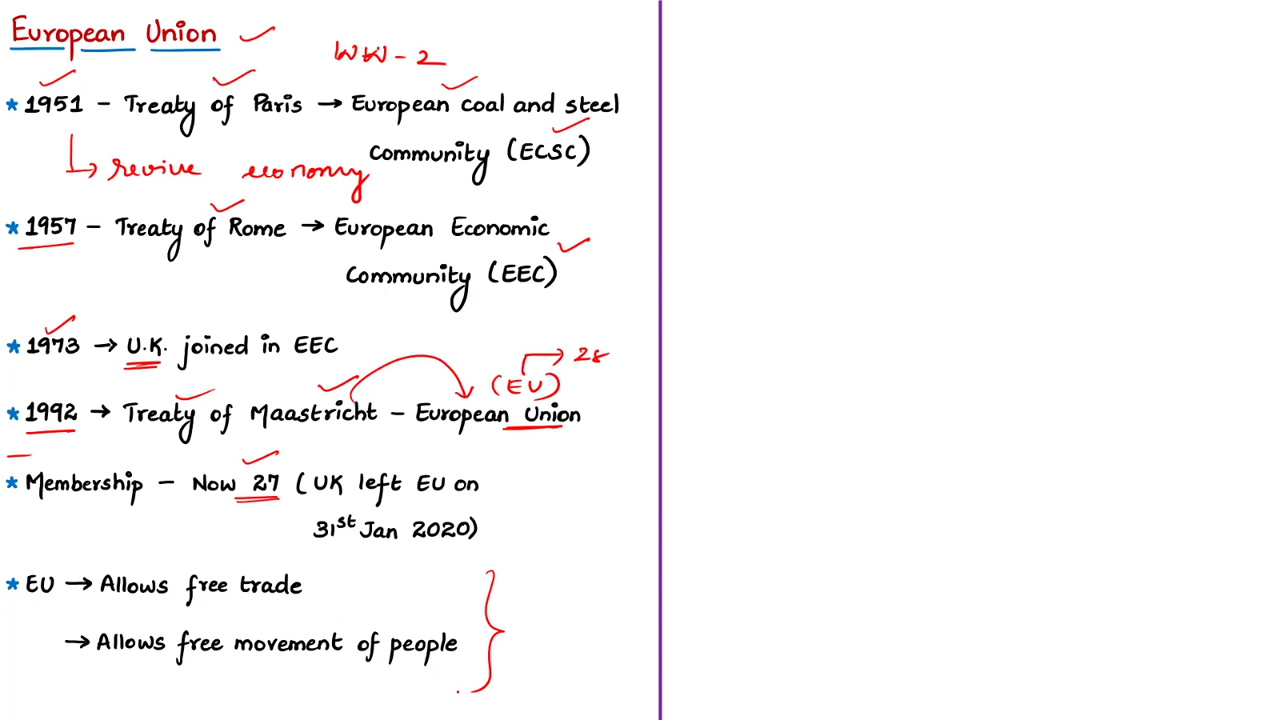 European Union
WW-2
* 1951 - Treaty of Paris → European coal and steel
community (ECSC)
↳ revive economy
* 1957 - Treaty of Rome → European Economic
Community (EEC)
* 1973 → U.K. joined in EEC
(EU) → 28
* 1992 → Treaty of Maastricht - European Union
* Membership - Now 27 (UK left EU on
31st Jan 2020)
* EU → Allows free trade
→ Allows free movement of people